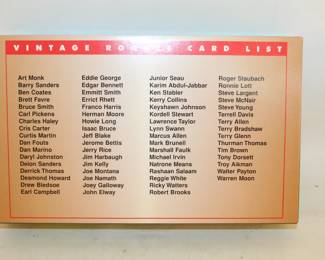 VINTAGE ROOKIE CARD LIST
Art Monk
Barry Sanders
Ben Coates
Brett Favre
Bruce Smith
Carl Pickens
Charles Haley
Cris Carter
Curtis Martin
Dan Fouts
Dan Marino
Daryl Johnston
Deion Sanders
Derrick Thomas
Desmond Howard
Drew Bledsoe
Earl Campbell
Eddie George
Edgar Bennett
Emmitt Smith
Errict Rhett
Franco Harris
Herman Moore
Howie Long
Isaac Bruce
Jeff Blake
Jerome Bettis
Jerry Rice
Jim Harbaugh
Jim Kelly
Joe Montana
Joe Namath
Joey Galloway
John Elway
Junior Seau
Karim Abdul-Jabbar
Ken Stabler
Kerry Collins
Keyshawn Johnson
Kordell Stewart
Lawrence Taylor
Lynn Swann
Marcus Allen
Mark Brunell
Marshall Faulk
Michael Irvin
Natrone Means
Rashaan Salaam
Reggie White
Ricky Watters
Robert Brooks
Roger Staubach
Ronnie Lott
Steve Largent
Steve McNair
Steve Young
Terrell Davis
Terry Allen
Terry Bradshaw
Terry Glenn
Thurman Thomas
Tim Brown
Tony Dorsett
Troy Aikman
Walter Payton
Warren Moon